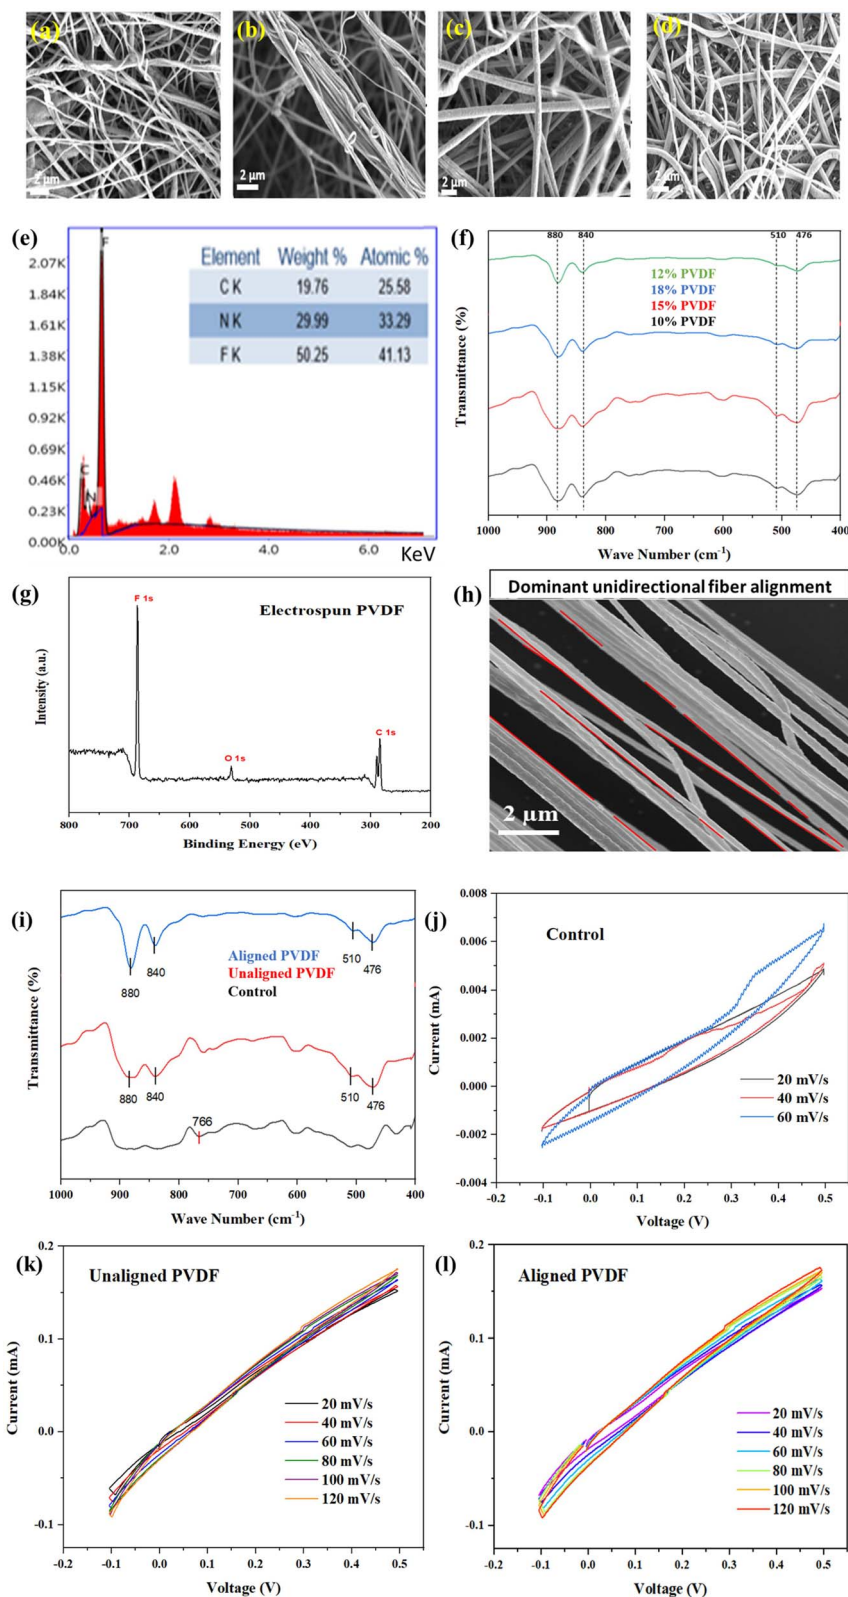 (a)
(b)
(c)
(d)
2 µm
2 µm
2 µm
2 µm
(e)
F
2.07K
1.84K
1.61K
1.38K
1.15K
0.92K
0.69K
0.46K
0.23K
0.00K
C
N
0.0
2.0
4.0
6.0
KeV
Element Weight % Atomic %
C K 19.76 25.58
N K 29.99 33.29
F K 50.25 41.13
(f)
880
840
510
476
12% PVDF
18% PVDF
15% PVDF
10% PVDF
Transmittance (%)
1000 900 800 700 600 500 400
Wave Number (cm⁻¹)
(g)
F 1s
Electrospun PVDF
O 1s
C 1s
Intensity (a.u.)
800 700 600 500 400 300 200
Binding Energy (eV)
(h)
Dominant unidirectional fiber alignment
2 µm
(i)
880
840
510
476
Aligned PVDF
Unaligned PVDF
Control
880
840
510
476
766
Transmittance (%)
1000 900 800 700 600 500 400
Wave Number (cm⁻¹)
(j)
Control
0.008
0.006
0.004
0.002
0.000
-0.002
-0.004
Current (mA)
20 mV/s
40 mV/s
60 mV/s
-0.2 -0.1 0.0 0.1 0.2 0.3 0.4 0.5
Voltage (V)
(k)
Unaligned PVDF
0.2
0.1
0.0
-0.1
Current (mA)
20 mV/s
40 mV/s
60 mV/s
80 mV/s
100 mV/s
120 mV/s
-0.2 -0.1 0.0 0.1 0.2 0.3 0.4 0.5
Voltage (V)
(l)
Aligned PVDF
0.2
0.1
0.0
-0.1
Current (mA)
20 mV/s
40 mV/s
60 mV/s
80 mV/s
100 mV/s
120 mV/s
-0.2 -0.1 0.0 0.1 0.2 0.3 0.4 0.5
Voltage (V)